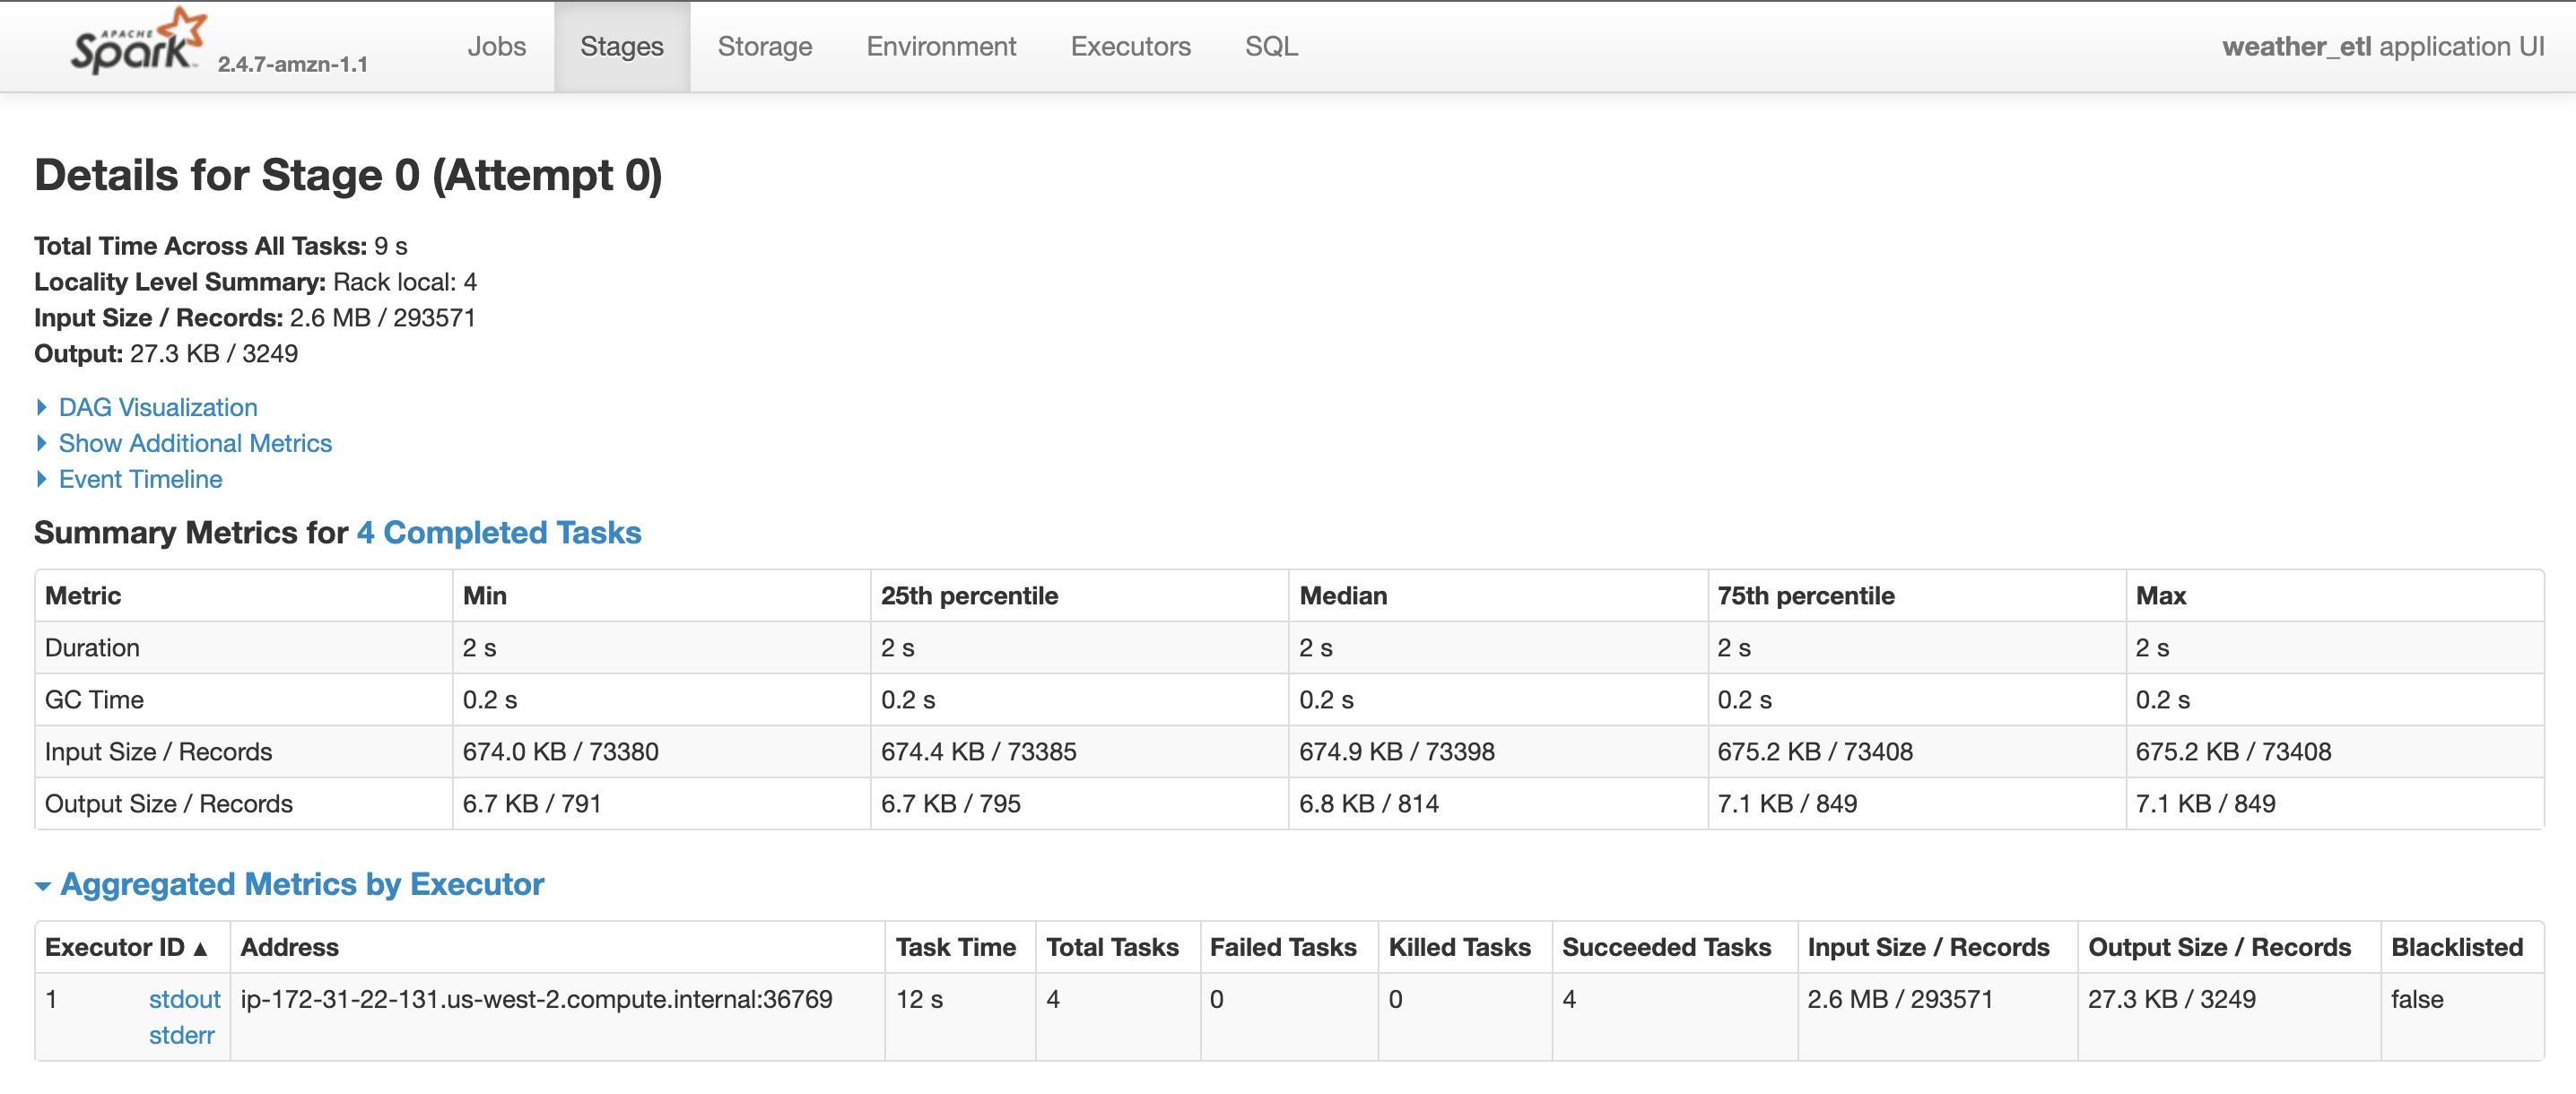 APACHE
Spark 2.4.7-amzn-1.1 Jobs Stages Storage Environment Executors SQL weather_etl application UI
Details for Stage 0 (Attempt 0)
Total Time Across All Tasks: 9 s
Locality Level Summary: Rack local: 4
Input Size / Records: 2.6 MB / 293571
Output: 27.3 KB / 3249
DAG Visualization
Show Additional Metrics
Event Timeline
Summary Metrics for 4 Completed Tasks
Metric Min 25th percentile Median 75th percentile Max
Duration 2 s 2 s 2 s 2 s 2 s
GC Time 0.2 s 0.2 s 0.2 s 0.2 s 0.2 s
Input Size / Records 674.0 KB / 73380 674.4 KB / 73385 674.9 KB / 73398 675.2 KB / 73408 675.2 KB / 73408
Output Size / Records 6.7 KB / 791 6.7 KB / 795 6.8 KB / 814 7.1 KB / 849 7.1 KB / 849
Aggregated Metrics by Executor
Executor ID ▲ Address Task Time Total Tasks Failed Tasks Killed Tasks Succeeded Tasks Input Size / Records Output Size / Records Blacklisted
1 stdout ip-172-31-22-131.us-west-2.compute.internal:36769 12 s 4 0 0 4 2.6 MB / 293571 27.3 KB / 3249 false
stderr